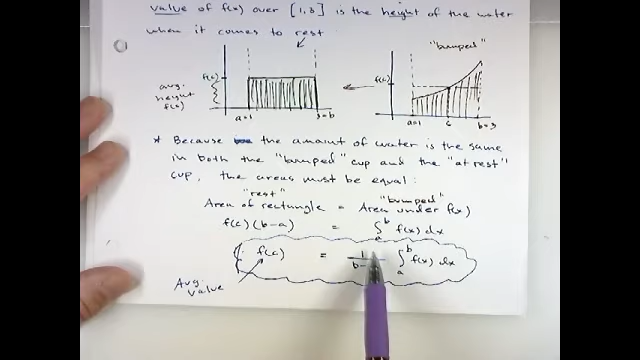 value of f(x) over [1, 3] is the height of the water
when it comes to rest
"bumped"
f(c)
avg.
height
f(c)
a=1
3=b
f(c)
a=1
c
b=3
* Because the amount of water is the same
in both the "bumped" cup and the "at rest"
cup, the areas must be equal:
"rest"
"bumped"
Area of rectangle = Area under f(x)
f(c)(b-a) = ∫ₐᵇ f(x) dx
f(c) = 1/b- ∫ₐᵇ f(x) dx
Avg
value